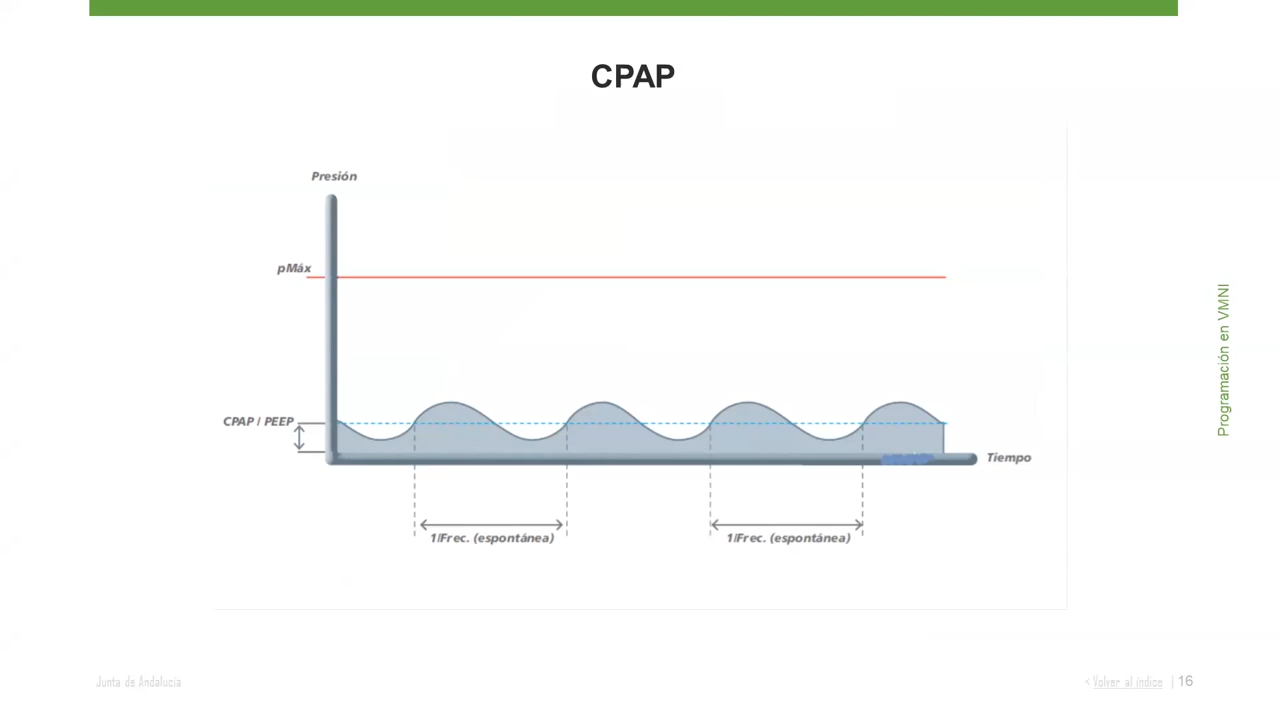 CPAP
Presión
pMáx
CPAP / PEEP
Tiempo
1/Frec. (espontánea)
1/Frec. (espontánea)
Programación en VMNI
Junta de Andalucía
< Volver al índice | 16